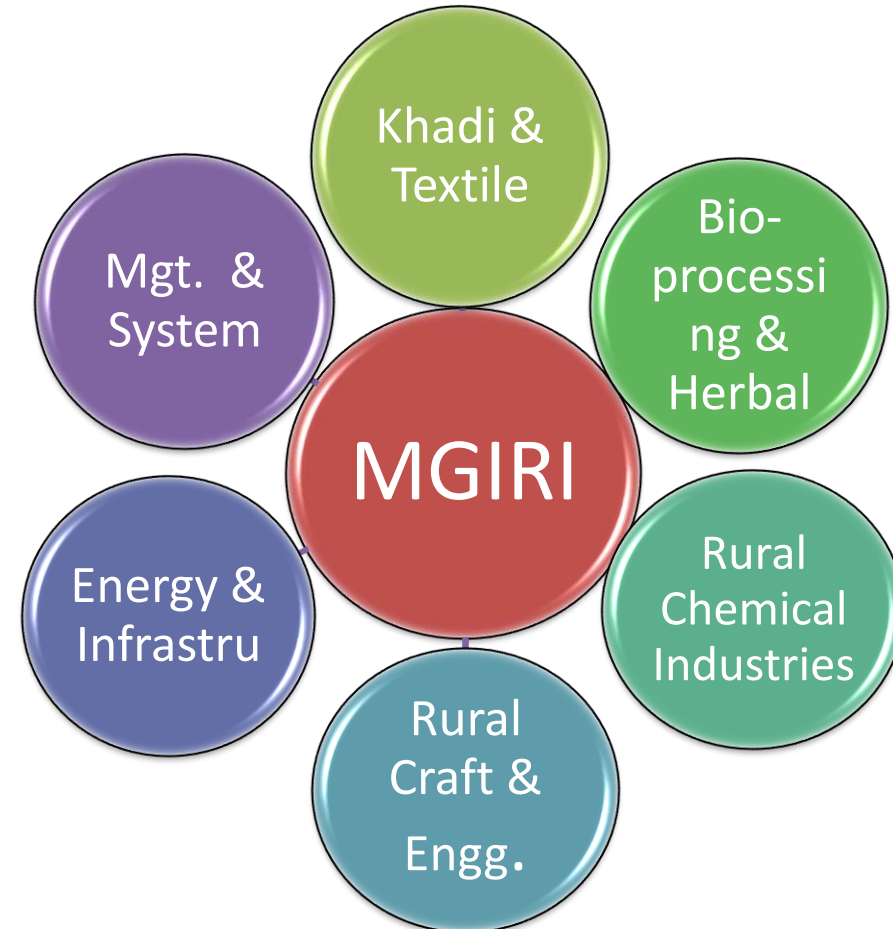 Khadi &
Textile
Bio-
processi
ng &
Herbal
Rural
Chemical
Industries
Rural
Craft &
Engg.
Energy &
Infrastru
Mgt. &
System
MGIRI